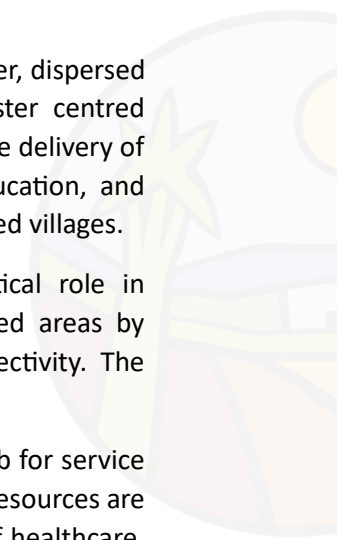 er, dispersed
ster centred
e delivery of
ucation, and
ed villages.
tical role in
ed areas by
ectivity. The
b for service
resources are
f healthcare,